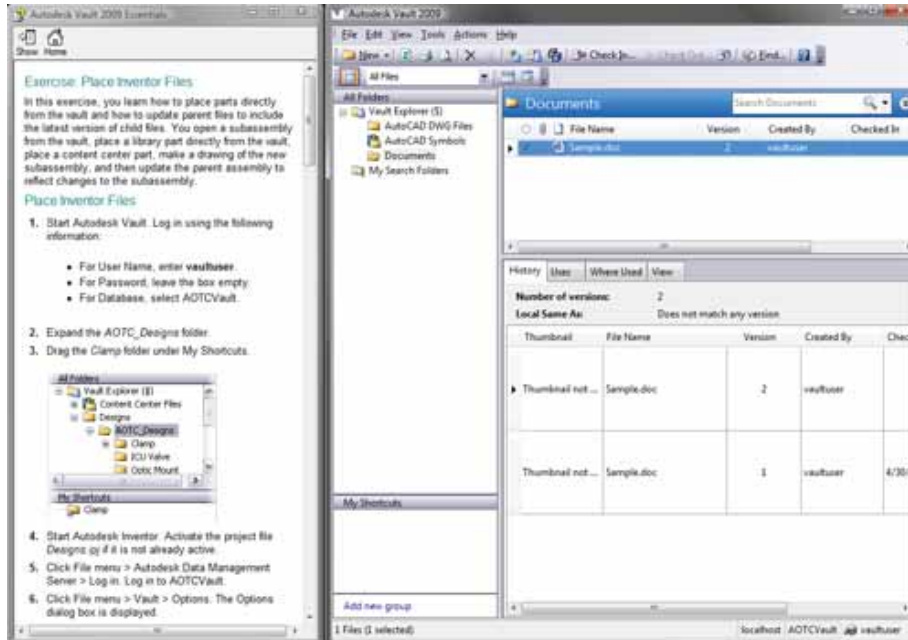 Autodesk Vault 2009 Essentials
Show Home
Exercise: Place Inventor Files
In this exercise, you learn how to place parts directly
from the vault and how to update parent files to include
the latest version of child files. You open a subassembly
from the vault, place a library part directly from the vault,
place a content center part, make a drawing of the new
subassembly, and then update the parent assembly to
reflect changes to the subassembly.
Place Inventor Files
1. Start Autodesk Vault. Log in using the following
information:
• For User Name, enter vaultuser.
• For Password, leave the box empty.
• For Database, select AOTCVault.
2. Expand the AOTC_Designs folder.
3. Drag the Clamp folder under My Shortcuts.
All Folders
Vault Explorer ($)
Content Center Files
Designs
AOTC_Designs
Clamp
ICU Valve
Optic Mount
My Shortcuts
Clamp
4. Start Autodesk Inventor. Activate the project file
Designs.ipj if it is not already active.
5. Click File menu > Autodesk Data Management
Server > Log in. Log in to AOTCVault.
6. Click File menu > Vault > Options. The Options
dialog box is displayed.
Autodesk Vault 2009
File Edit View Tools Actions Help
New Check In... Check Out... Find...
All Files
All Folders
Vault Explorer ($)
AutoCAD DWG Files
AutoCAD Symbols
Documents
My Search Folders
My Shortcuts
Add new group
Documents Search Documents
File Name Version Created By Checked In
Sample.doc 2 vaultuser
History Uses Where Used View
Number of versions: 2
Local Same As: Does not match any version
Thumbnail File Name Version Created By Chec
Thumbnail not ... Sample.doc 2 vaultuser
Thumbnail not ... Sample.doc 1 vaultuser 4/30/
1 Files (1 selected) localhost AOTCVault vaultuser